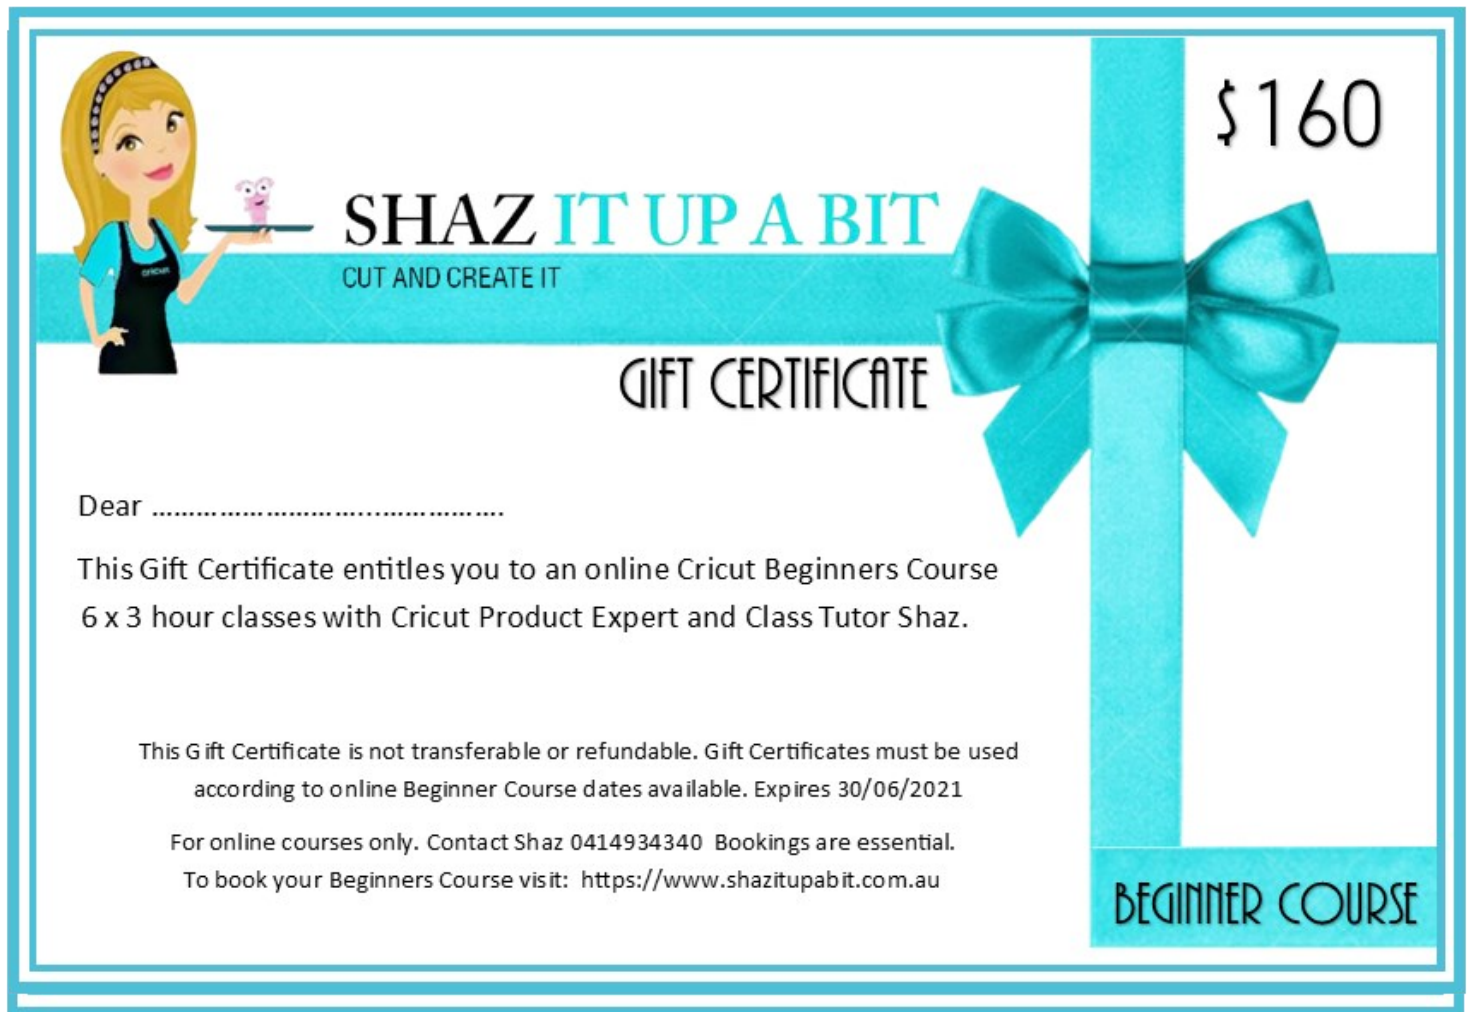 $160
SHAZ IT UP A BIT
CUT AND CREATE IT
cricut
GIFT CERTIFICATE
Dear ………………………...…………….
This Gift Certificate entitles you to an online Cricut Beginners Course
6 x 3 hour classes with Cricut Product Expert and Class Tutor Shaz.
This Gift Certificate is not transferable or refundable. Gift Certificates must be used
according to online Beginner Course dates available. Expires 30/06/2021
For online courses only. Contact Shaz 0414934340 Bookings are essential.
To book your Beginners Course visit: https://www.shazitupabit.com.au
BEGINNER COURSE